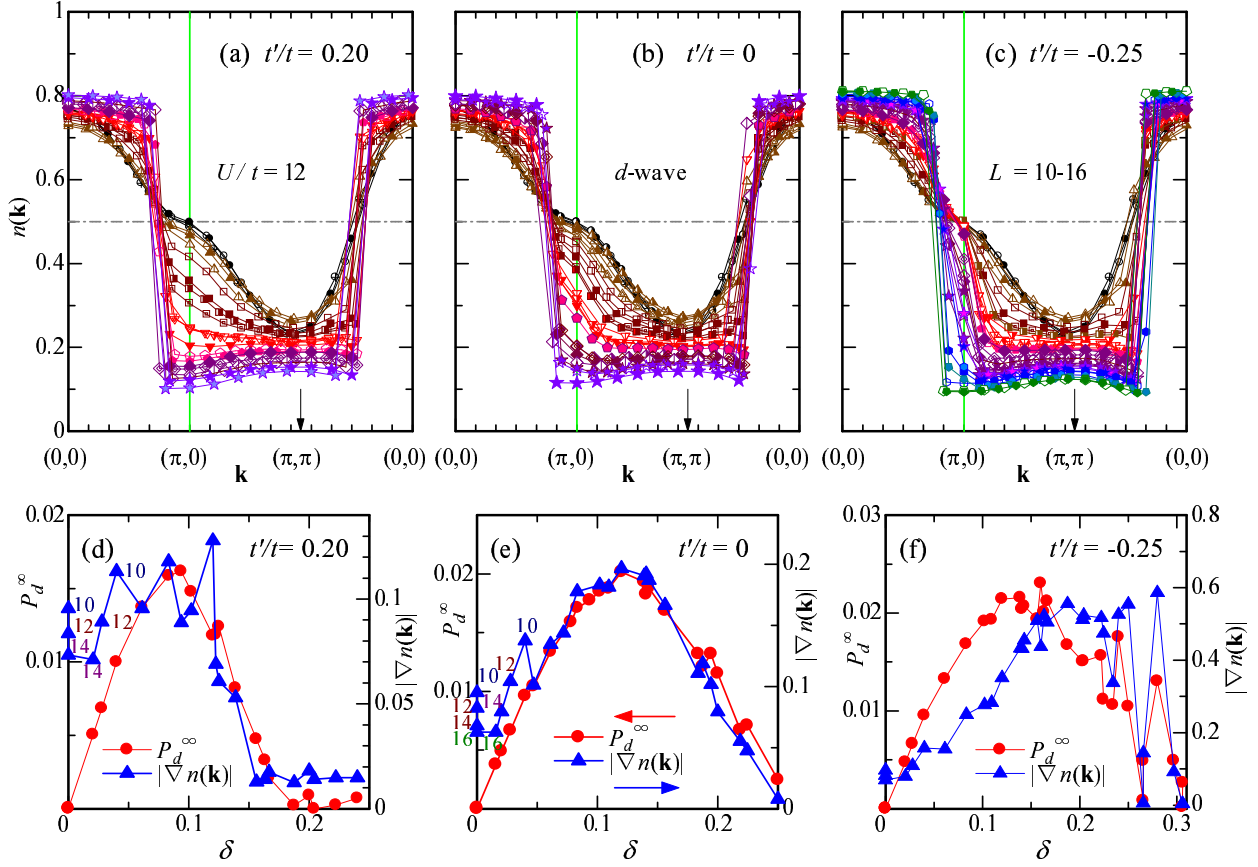 (a) t'/t = 0.20
(b) t'/t = 0
(c) t'/t = -0.25
U / t = 12
d-wave
L = 10-16
n(k)
0
0.2
0.4
0.6
0.8
(0,0) (π,0) (π,π) (0,0)
(0,0) (π,0) (π,π) (0,0)
(0,0) (π,0) (π,π) (0,0)
k
k
k
(d) t'/t= 0.20
P_d^∞
0.02
0.01
0
10
12
14
10
12
14
P_d^∞
|∇n(k)|
0.1
0.05
0
|∇n(k)|
0 0.1 0.2
δ
(e) t'/t = 0
P_d^∞
0.02
0.01
0
10
12
14
16
10
12
14
16
P_d^∞
|∇n(k)|
0.2
0.1
0
|∇n(k)|
0 0.1 0.2
δ
(f) t'/t = -0.25
P_d^∞
0.03
0.02
0.01
0
P_d^∞
|∇n(k)|
0.8
0.6
0.4
0.2
0
|∇n(k)|
0 0.1 0.2 0.3
δ